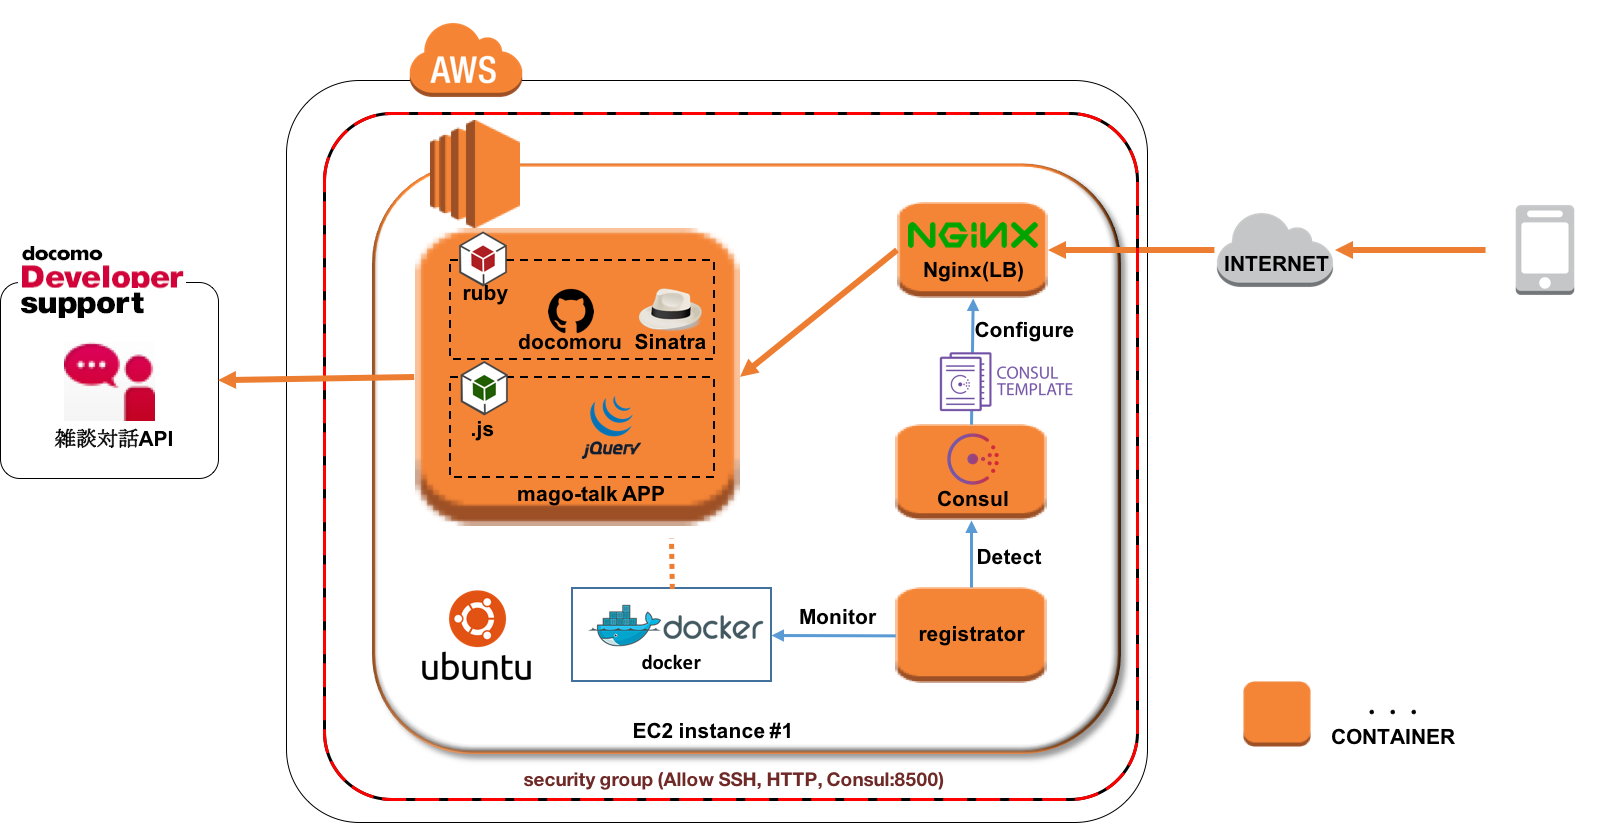 AWS
docomo
Developer
support
雑談対話API
ruby
docomoru
Sinatra
.js
jQuery
mago-talk APP
NGiNX
Nginx(LB)
INTERNET
Configure
CONSUL
TEMPLATE
Consul
Detect
registrator
Monitor
docker
docker
ubuntu
EC2 instance #1
security group (Allow SSH, HTTP, Consul:8500)
・・・
CONTAINER